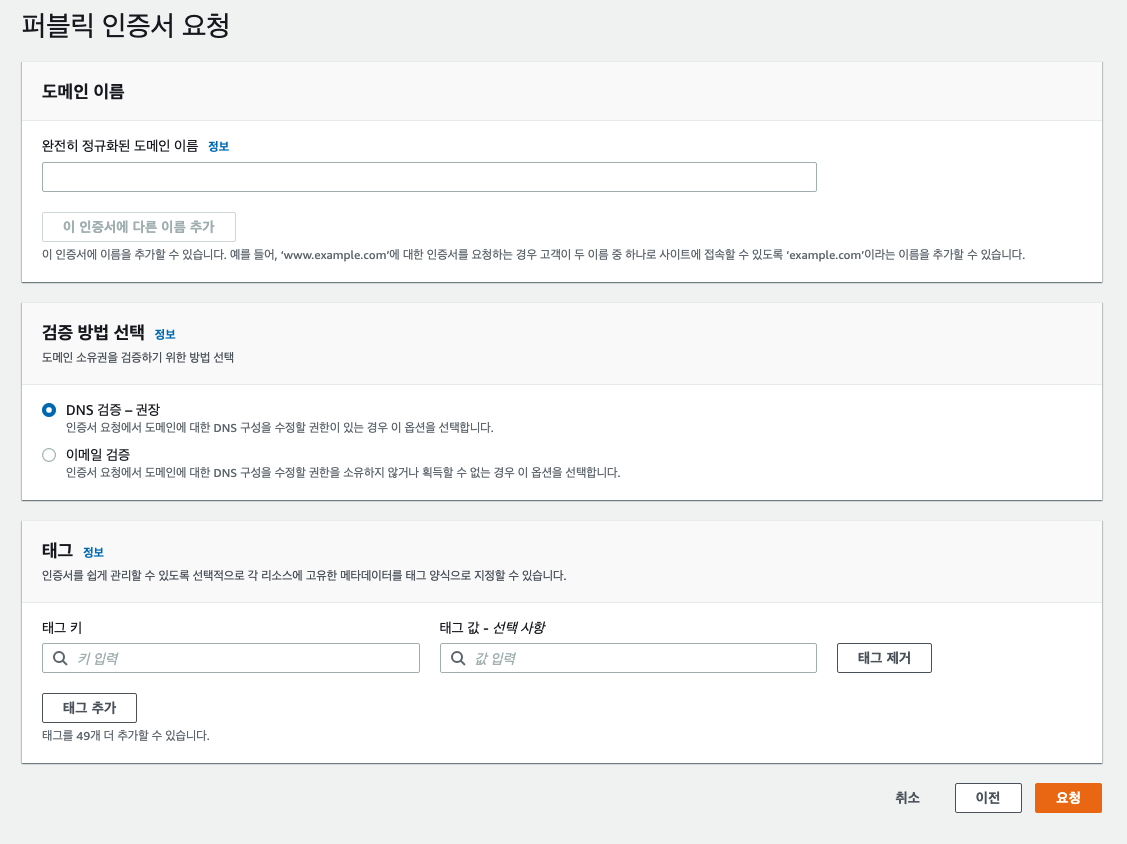 퍼블릭 인증서 요청
도메인 이름
완전히 정규화된 도메인 이름 정보
이 인증서에 다른 이름 추가
이 인증서에 이름을 추가할 수 있습니다. 예를 들어, ‘www.example.com’에 대한 인증서를 요청하는 경우 고객이 두 이름 중 하나로 사이트에 접속할 수 있도록 ‘example.com’이라는 이름을 추가할 수 있습니다.
검증 방법 선택 정보
도메인 소유권을 검증하기 위한 방법 선택
DNS 검증 – 권장
인증서 요청에서 도메인에 대한 DNS 구성을 수정할 권한이 있는 경우 이 옵션을 선택합니다.
이메일 검증
인증서 요청에서 도메인에 대한 DNS 구성을 수정할 권한을 소유하지 않거나 획득할 수 없는 경우 이 옵션을 선택합니다.
태그 정보
인증서를 쉽게 관리할 수 있도록 선택적으로 각 리소스에 고유한 메타데이터를 태그 양식으로 지정할 수 있습니다.
태그 키 태그 값 - 선택 사항
키 입력 값 입력 태그 제거
태그 추가
태그를 49개 더 추가할 수 있습니다.
취소 이전 요청